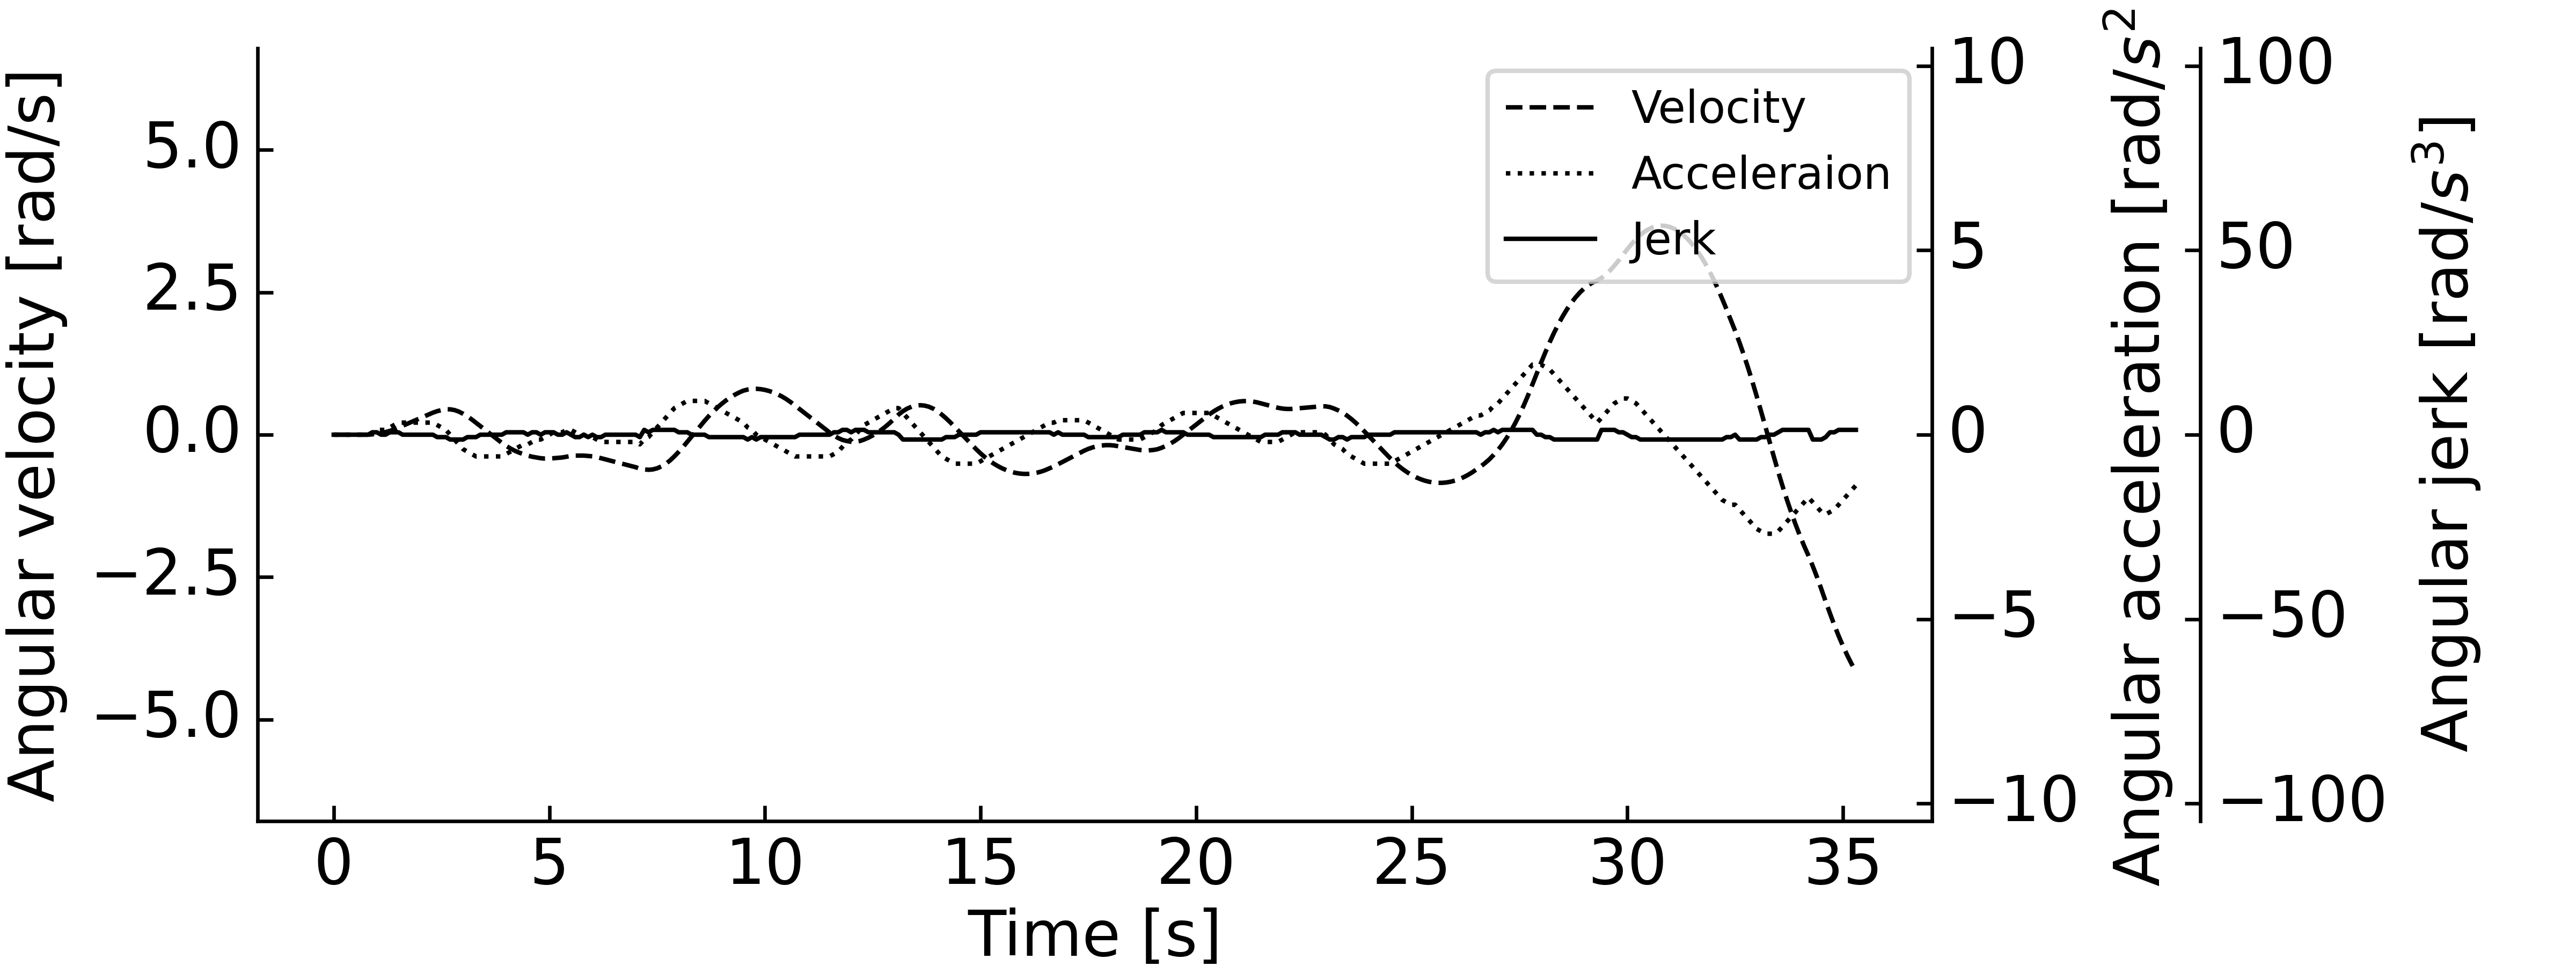 Angular velocity [rad/s]
5.0
2.5
0.0
−2.5
−5.0
Velocity
Acceleraion
Jerk
0 5 10 15 20 25 30 35
Time [s]
10
5
0
−5
−10
Angular acceleration [rad/s²
100
50
0
−50
−100
Angular jerk [rad/s³]